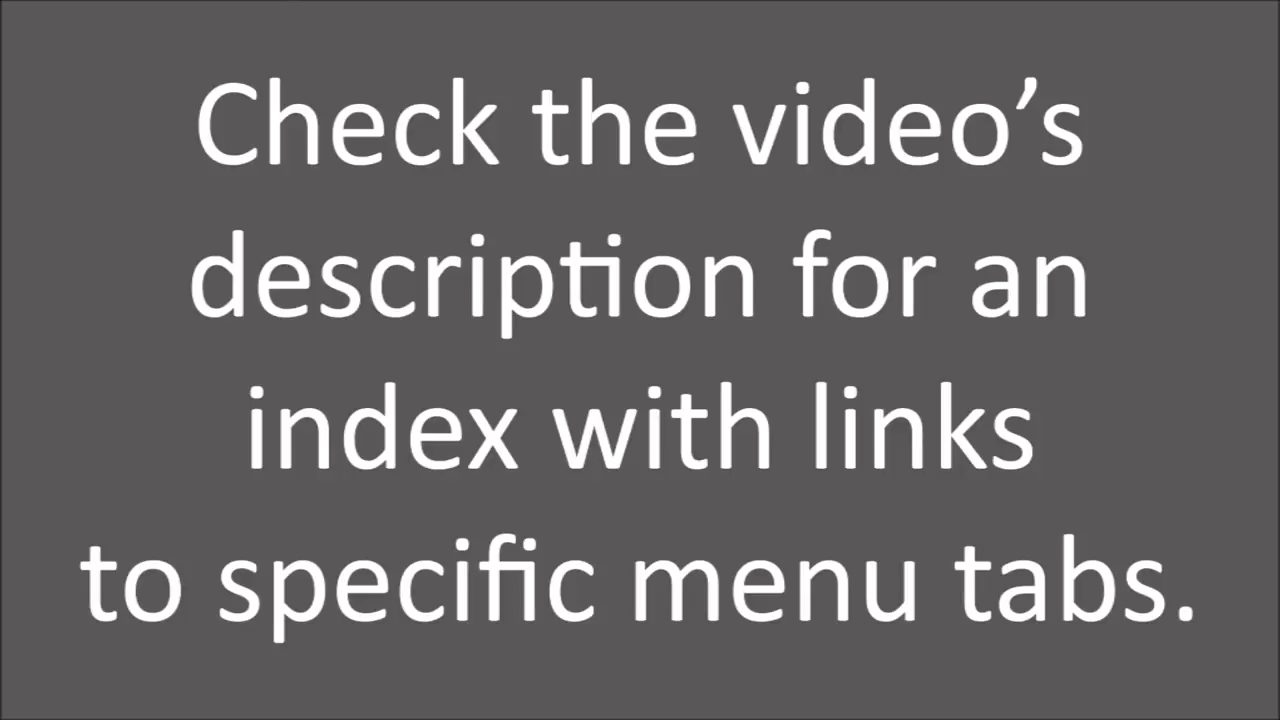 Check the video’s
description for an
index with links
to specific menu tabs.